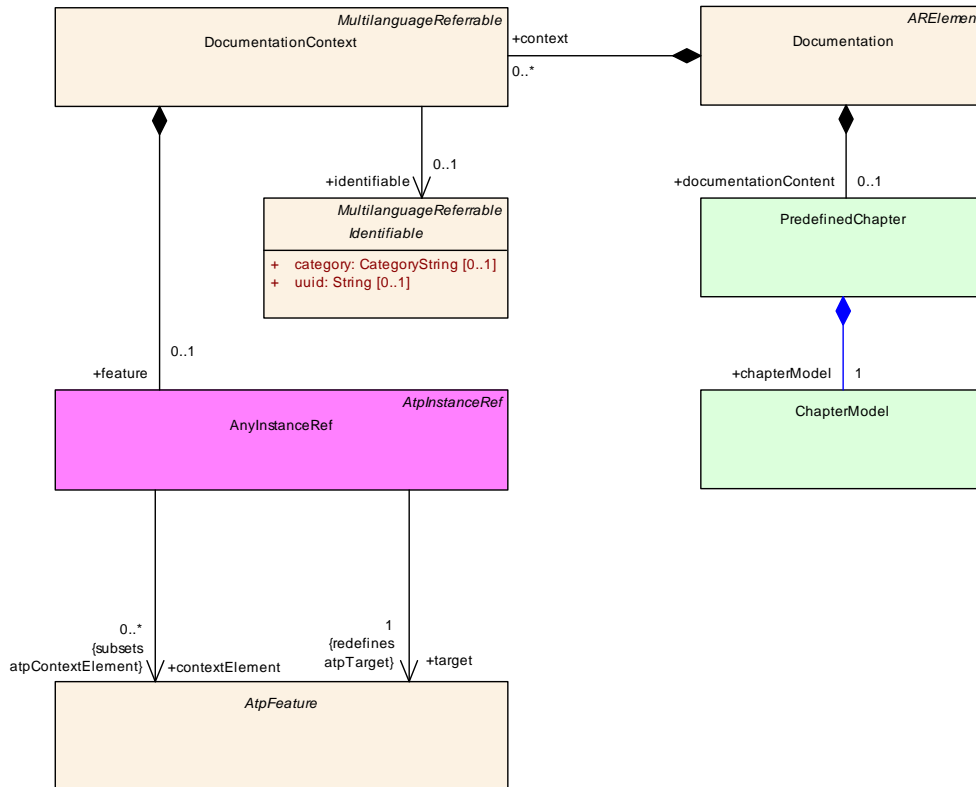 MultilanguageReferrable
DocumentationContext
ARElement
Documentation
+context
0..*
0..1
+identifiable
+documentationContent
0..1
MultilanguageReferrable
Identifiable
+ category: CategoryString [0..1]
+ uuid: String [0..1]
PredefinedChapter
0..1
+feature
+chapterModel
1
AtpInstanceRef
AnyInstanceRef
ChapterModel
0..*
{subsets
atpContextElement}
+contextElement
1
{redefines
atpTarget}
+target
AtpFeature